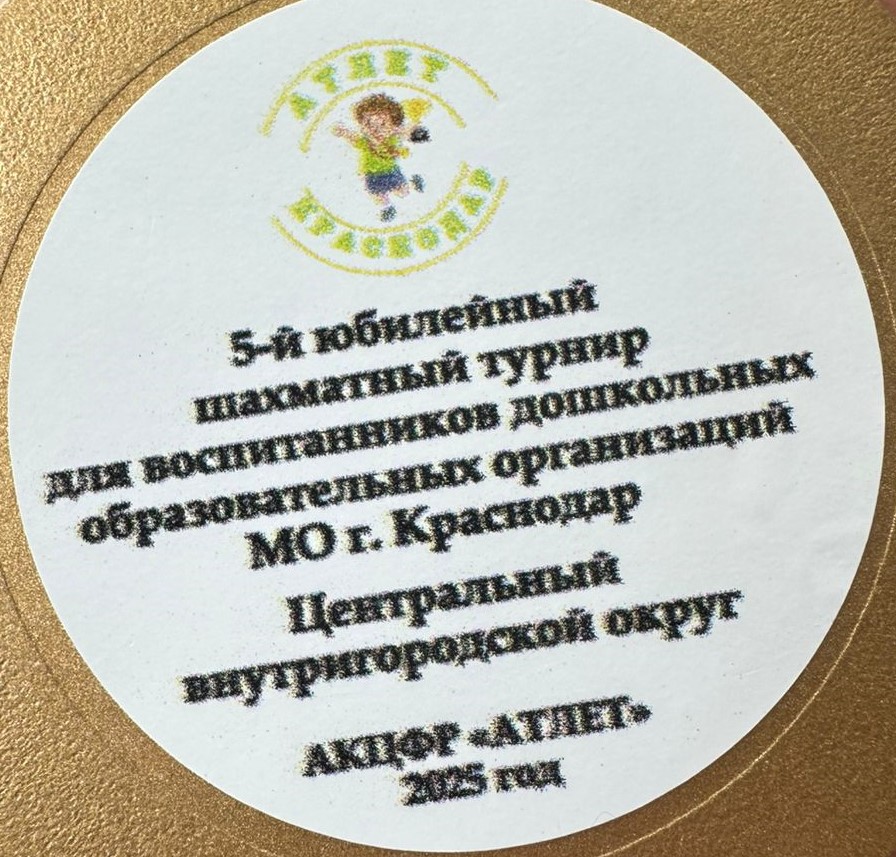 АТЛЕТ
КРАСНОДАР
5-й юбилейный
шахматный турнир
для воспитанников дошкольных
образовательных организаций
МО г. Краснодар
Центральный
внутригородской округ
АКЦФР «АТЛЕТ»
2025 год